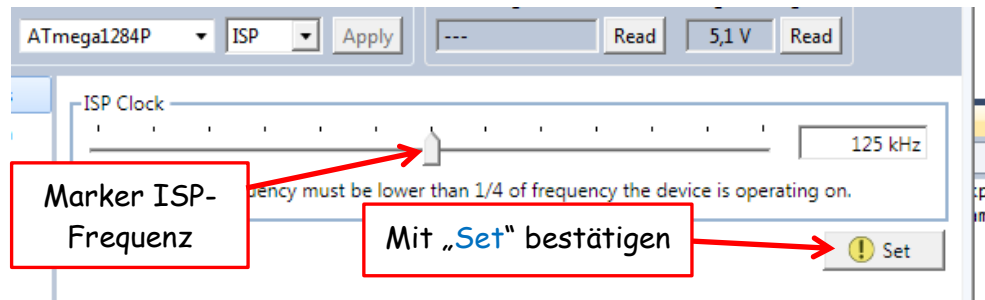 ATmega1284P ISP Apply --- Read 5,1 V Read
ISP Clock
125 kHz
must be lower than 1/4 of frequency the device is operating on.
Marker ISP-
Frequenz
Mit „Set“ bestätigen
Set